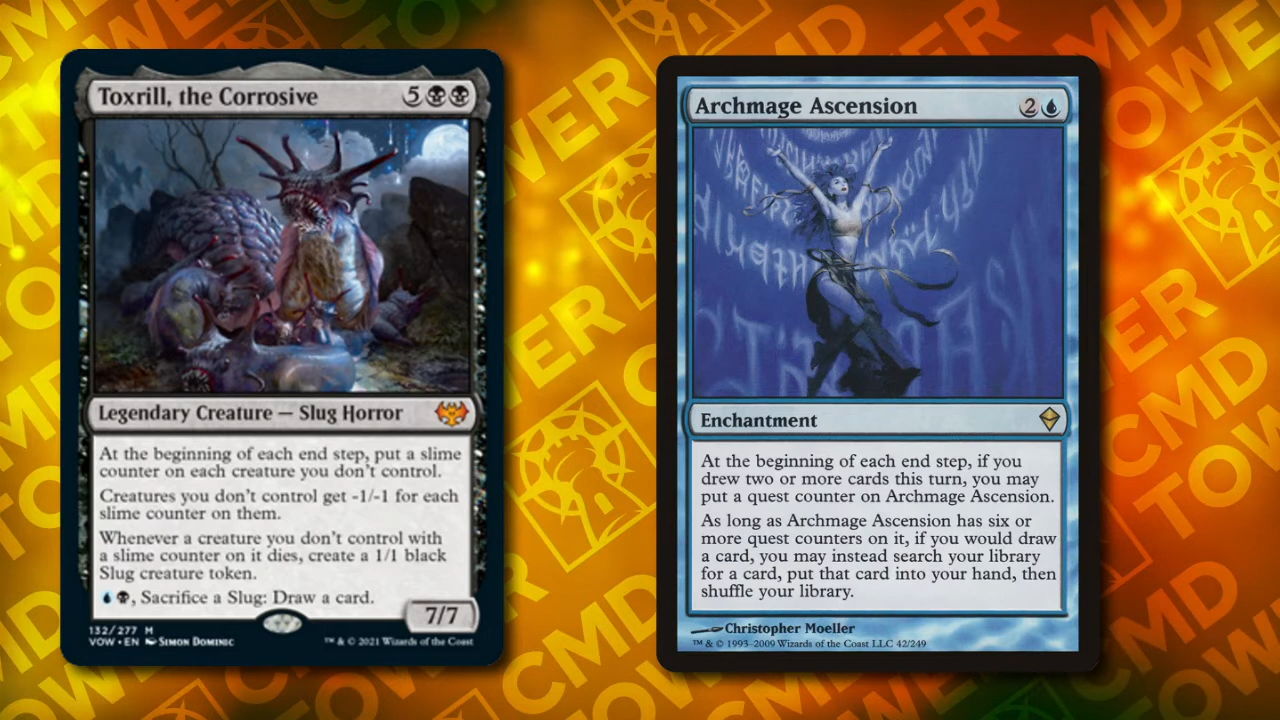 Toxrill, the Corrosive 5
Legendary Creature — Slug Horror
At the beginning of each end step, put a slime
counter on each creature you don't control.
Creatures you don't control get -1/-1 for each
slime counter on them.
Whenever a creature you don't control with
a slime counter on it dies, create a 1/1 black
Slug creature token.
, Sacrifice a Slug: Draw a card.
7/7
132/277 M
VOW • EN Simon Dominic
™ & © 2021 Wizards of the Coast
Archmage Ascension 2
Enchantment
At the beginning of each end step, if you
drew two or more cards this turn, you may
put a quest counter on Archmage Ascension.
As long as Archmage Ascension has six or
more quest counters on it, if you would draw
a card, you may instead search your library
for a card, put that card into your hand, then
shuffle your library.
Christopher Moeller
™ & © 1993–2009 Wizards of the Coast LLC 42/249
CMD
TOWER